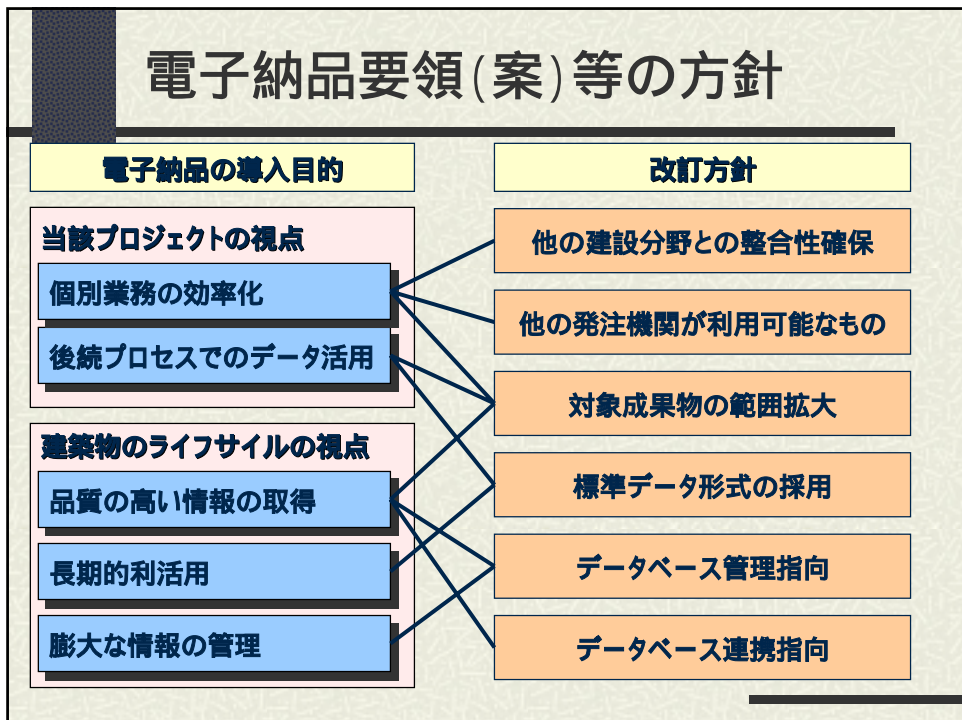 電子納品要領(案)等の方針
電子納品の導入目的
当該プロジェクトの視点
個別業務の効率化
後続プロセスでのデータ活用
建築物のライフサイルの視点
品質の高い情報の取得
長期的利活用
膨大な情報の管理
改訂方針
他の建設分野との整合性確保
他の発注機関が利用可能なもの
対象成果物の範囲拡大
標準データ形式の採用
データベース管理指向
データベース連携指向